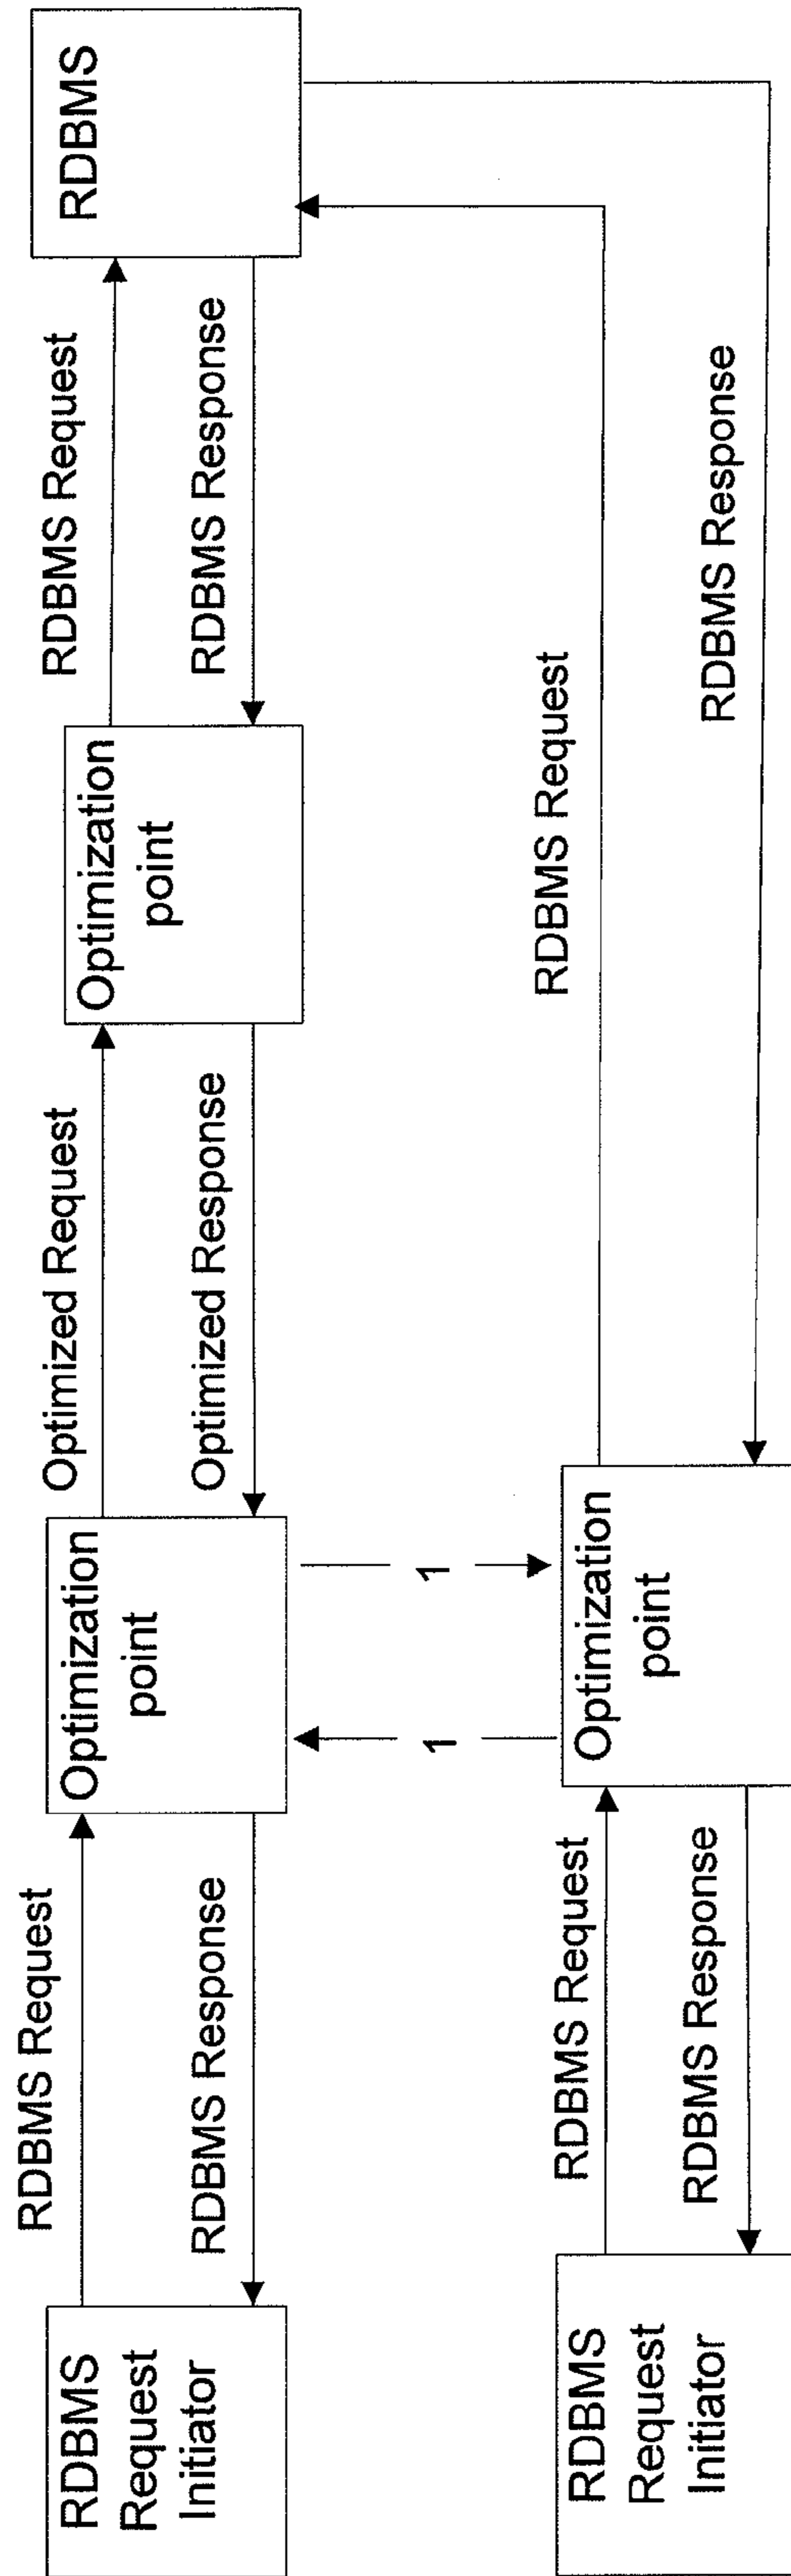 RDBMS
Request
Initiator
RDBMS Request
RDBMS Response
Optimization
point
Optimized Request
Optimized Response
Optimization
point
RDBMS Request
RDBMS Response
RDBMS
1
1
RDBMS
Request
Initiator
RDBMS Request
RDBMS Response
Optimization
point
RDBMS Request
RDBMS Response